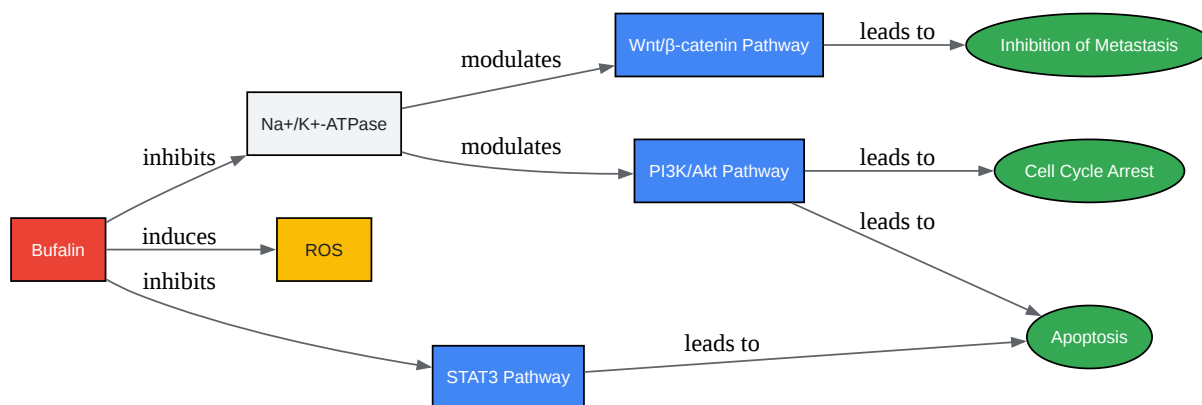 Wnt/β-catenin Pathway
leads to
Inhibition of Metastasis
modulates
Na+/K+-ATPase
modulates
inhibits
PI3K/Akt Pathway
leads to
Cell Cycle Arrest
leads to
Bufalin
induces
ROS
inhibits
leads to
Apoptosis
STAT3 Pathway